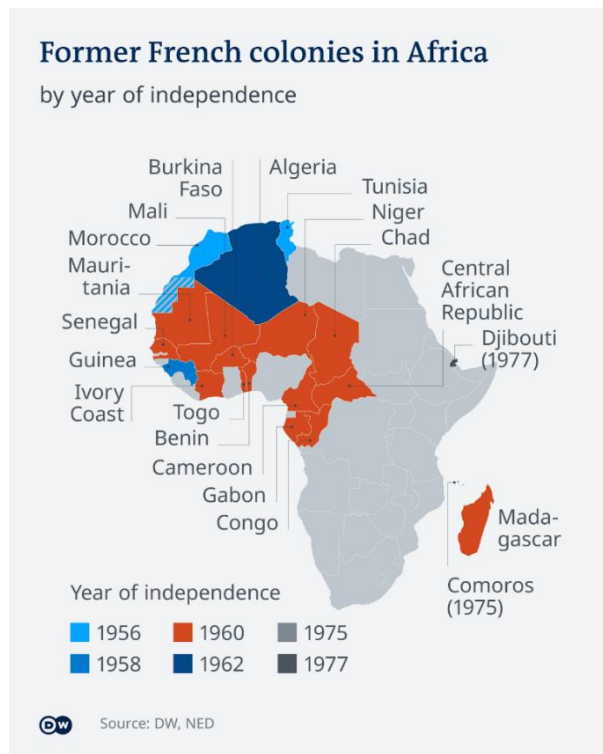 Former French colonies in Africa
by year of independence
Burkina
Faso
Algeria
Tunisia
Mali
Niger
Morocco
Chad
Mauri-
tania
Central
African
Republic
Senegal
Djibouti
(1977)
Guinea
Ivory
Coast
Togo
Benin
Cameroon
Gabon
Congo
Mada-
gascar
Comoros
(1975)
Year of independence
1956 1960 1975
1958 1962 1977
DW Source: DW, NED